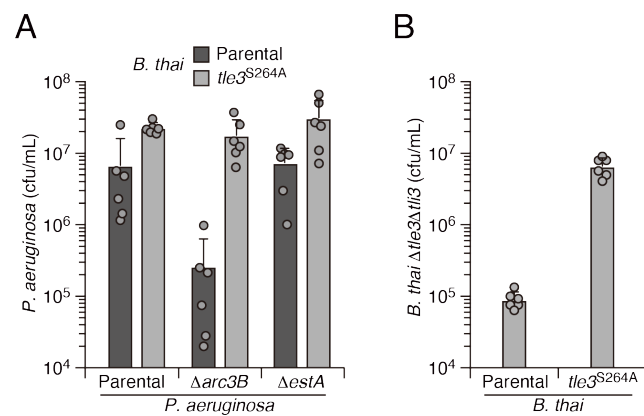 A
B. thai
Parental
tle3S264A
P. aeruginosa (cfu/mL)
10⁸
10⁷
10⁶
10⁵
10⁴
Parental
Δarc3B
ΔestA
P. aeruginosa
B
B. thai Δtle3Δtli3 (cfu/mL)
10⁸
10⁷
10⁶
10⁵
10⁴
Parental
tle3S264A
B. thai